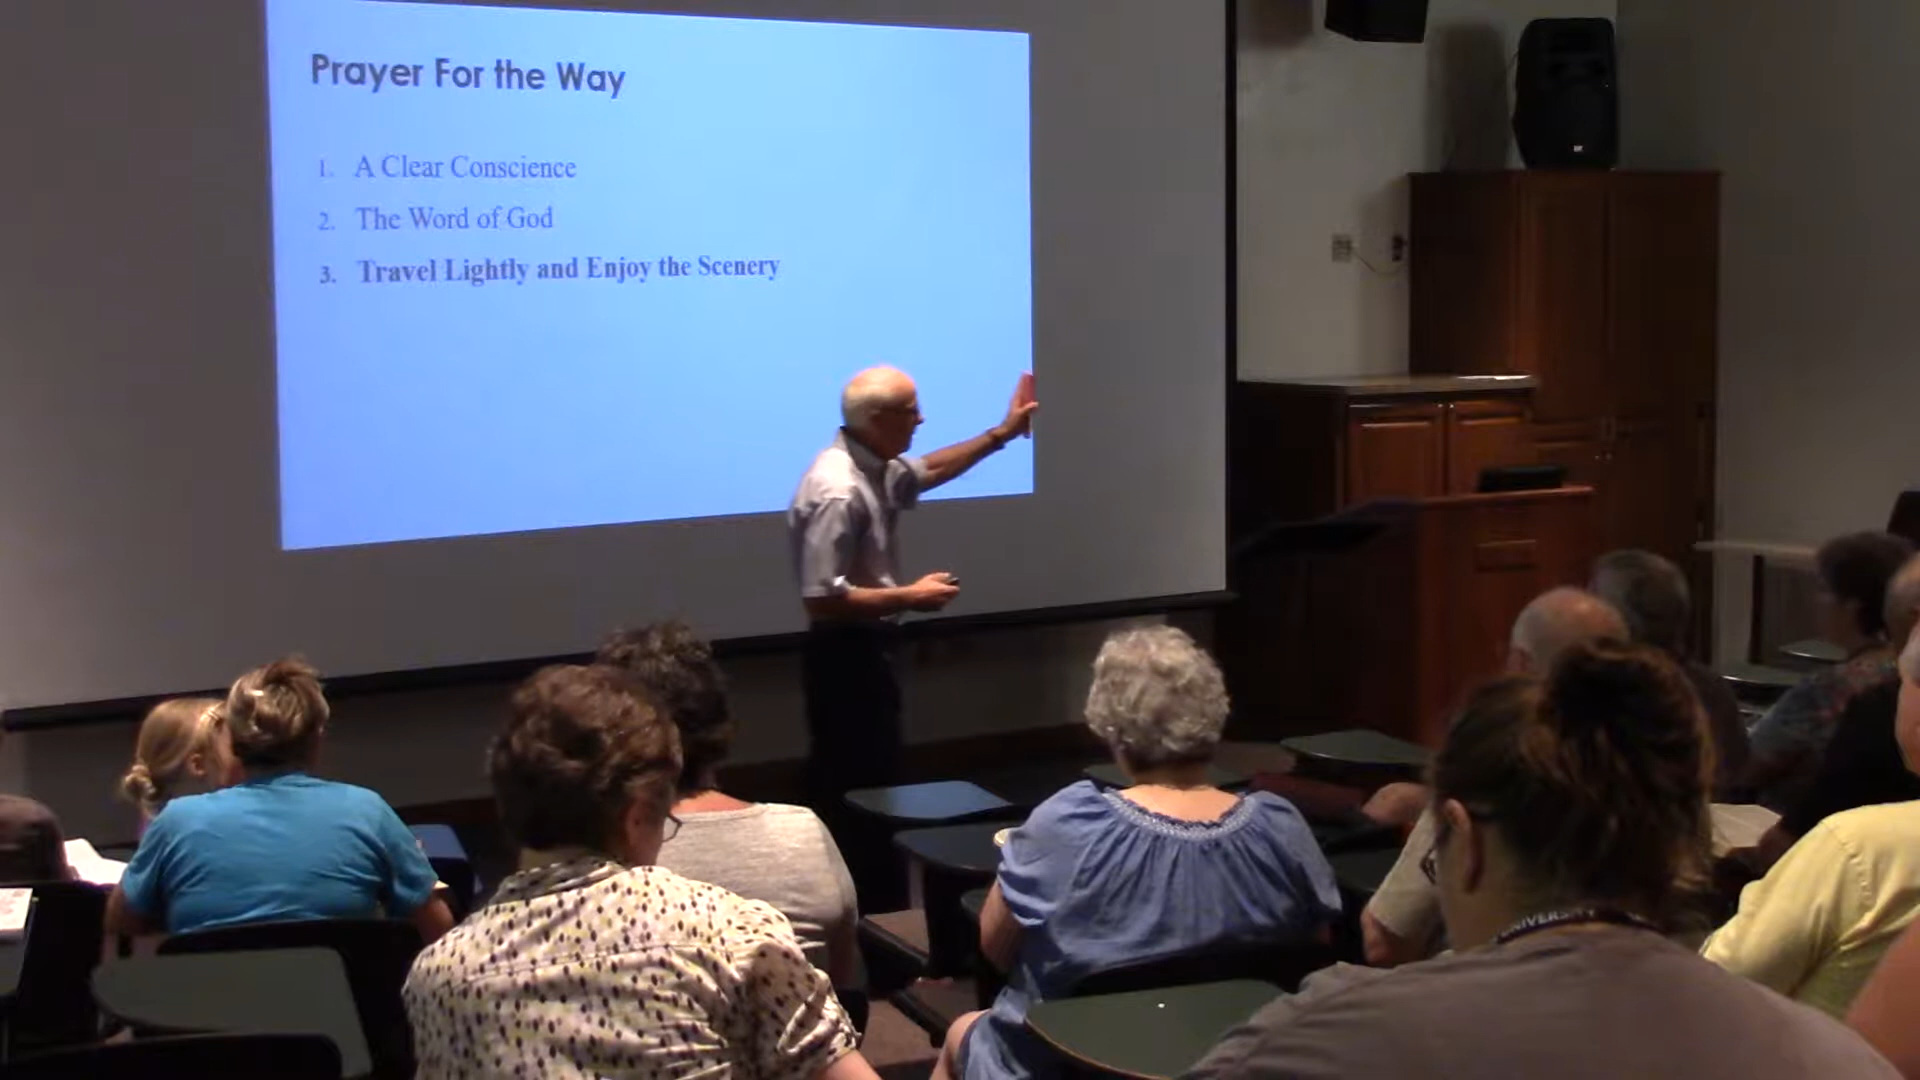 Prayer For the Way
1. A Clear Conscience
2. The Word of God
3. Travel Lightly and Enjoy the Scenery
UNIVERSITY